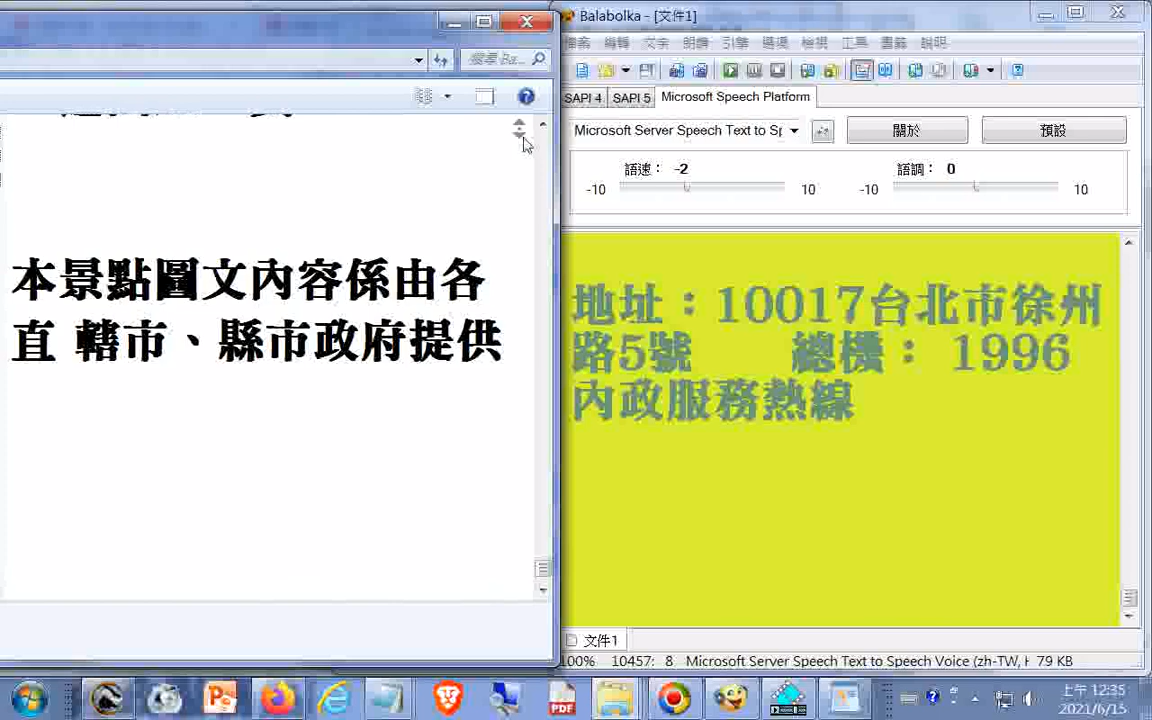 Balabolka - [文件1]
檔案 編輯 文字 朗讀 引擎 選項 檢視 工具 書籤 說明
SAPI 4 SAPI 5 Microsoft Speech Platform
Microsoft Server Speech Text to Sp
關於 預設
語速： -2
-10 10
語調： 0
-10 10
搜尋 Ba...
本景點圖文內容係由各
直 轄市、縣市政府提供
地址：10017台北市徐州
路5號 總機： 1996
內政服務熱線
文件1
100% 10457: 8 Microsoft Server Speech Text to Speech Voice (zh-TW, H 79 KB
PDF
上午 12:35
2021/6/15